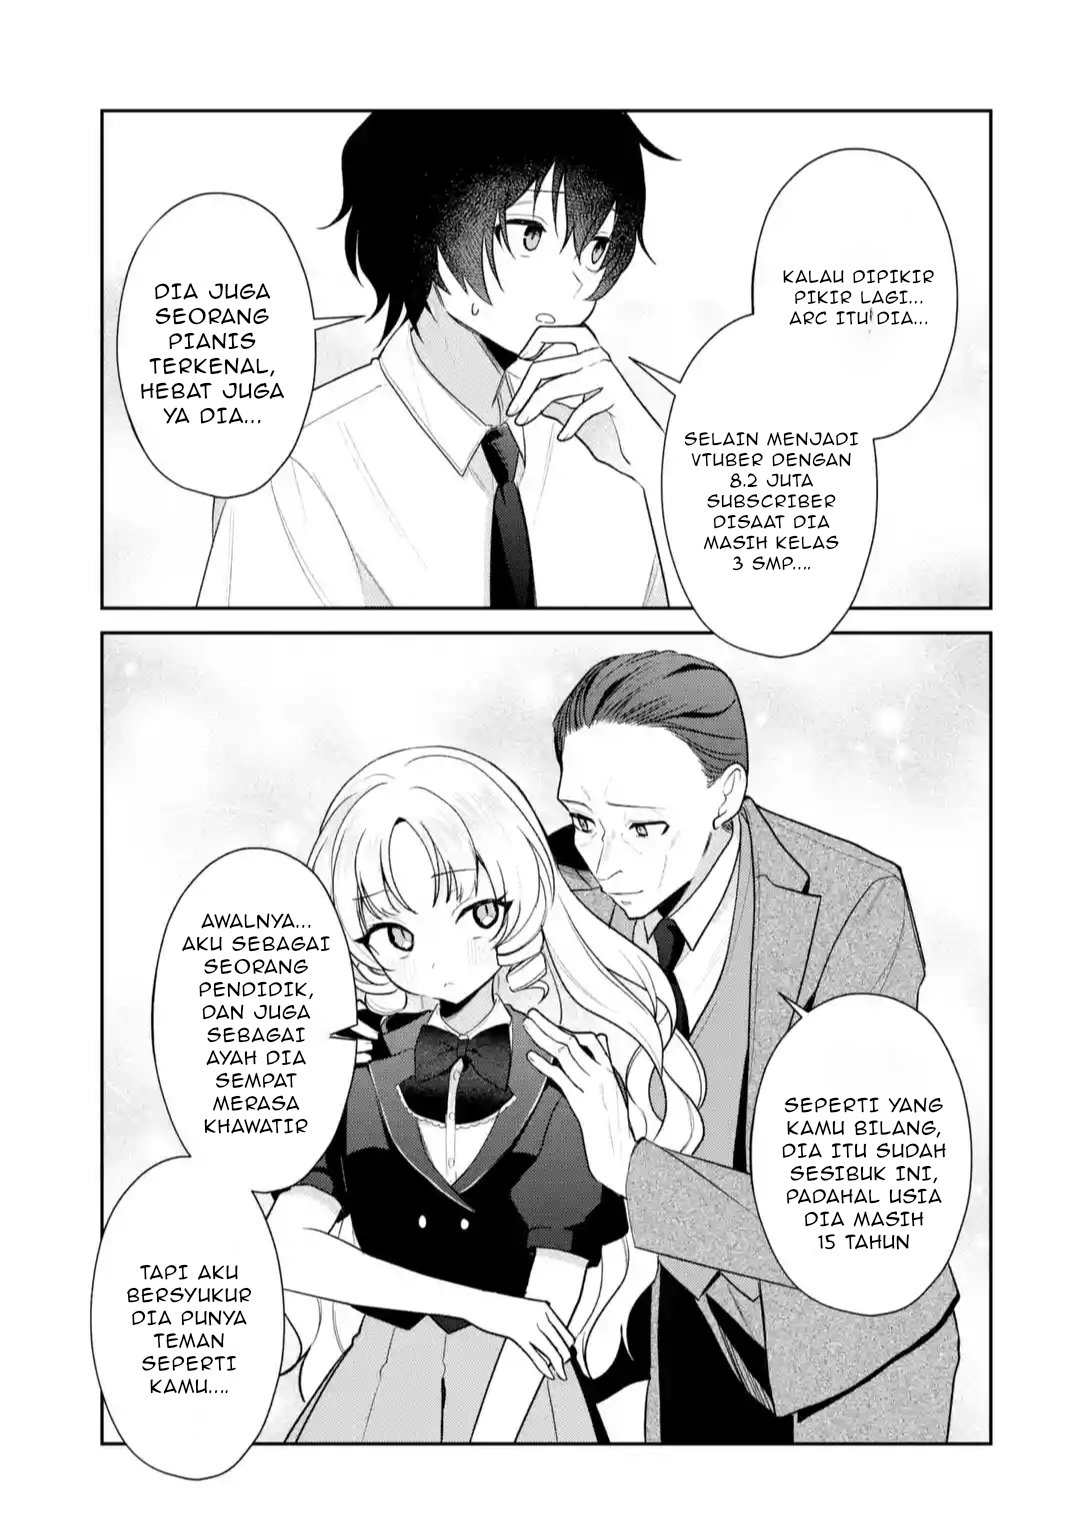 KALAU DIPIKIR
PIKIR LAGI...
ARC ITU DIA...
SELAIN MENJADI
VTUBER DENGAN
8.2 JUTA
SUBSCRIBER
DISAAT DIA
MASIH KELAS
3 SMP....
DIA JUGA
SEORANG
PIANIS
TERKENAL,
HEBAT JUGA
YA DIA...
SEPERTI YANG
KAMU BILANG,
DIA ITU SUDAH
SESIBUK INI,
PADAHAL USIA
DIA MASIH
15 TAHUN
AWALNYA...
AKU SEBAGAI
SEORANG
PENDIDIK,
DAN JUGA
SEBAGAI
AYAH DIA
SEMPAT
MERASA
KHAWATIR
TAPI AKU
BERSYUKUR
DIA PUNYA
TEMAN
SEPERTI
KAMU....